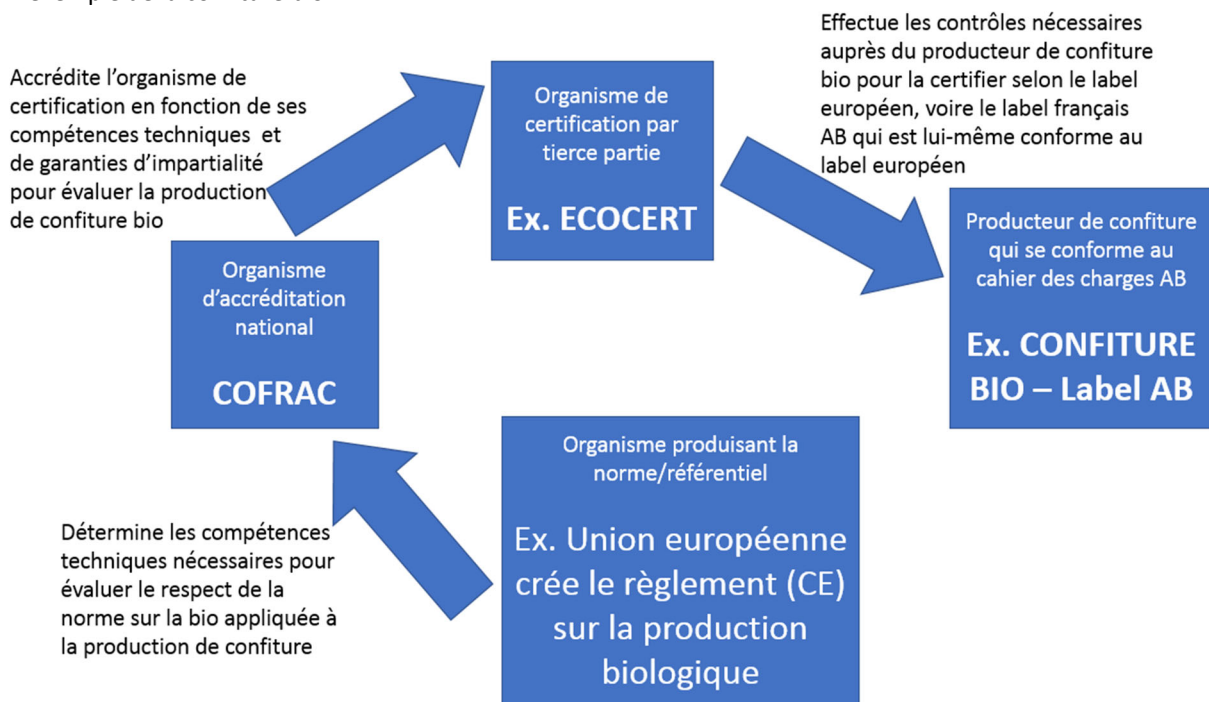 Effectue les contrôles nécessaires
auprès du producteur de confiture
bio pour la certifier selon le label
européen, voire le label français
AB qui est lui-même conforme au
label européen
Accrédite l’organisme de
certification en fonction de ses
compétences techniques et
de garanties d’impartialité
pour évaluer la production
de confiture bio
Organisme de
certification par
tierce partie
Ex. ECOCERT
Producteur de confiture
qui se conforme au
cahier des charges AB
Ex. CONFITURE
BIO – Label AB
Organisme
d’accréditation
national
COFRAC
Organisme produisant la
norme/référentiel
Ex. Union européenne
crée le règlement (CE)
sur la production
biologique
Détermine les compétences
techniques nécessaires pour
évaluer le respect de la
norme sur la bio appliquée à
la production de confiture